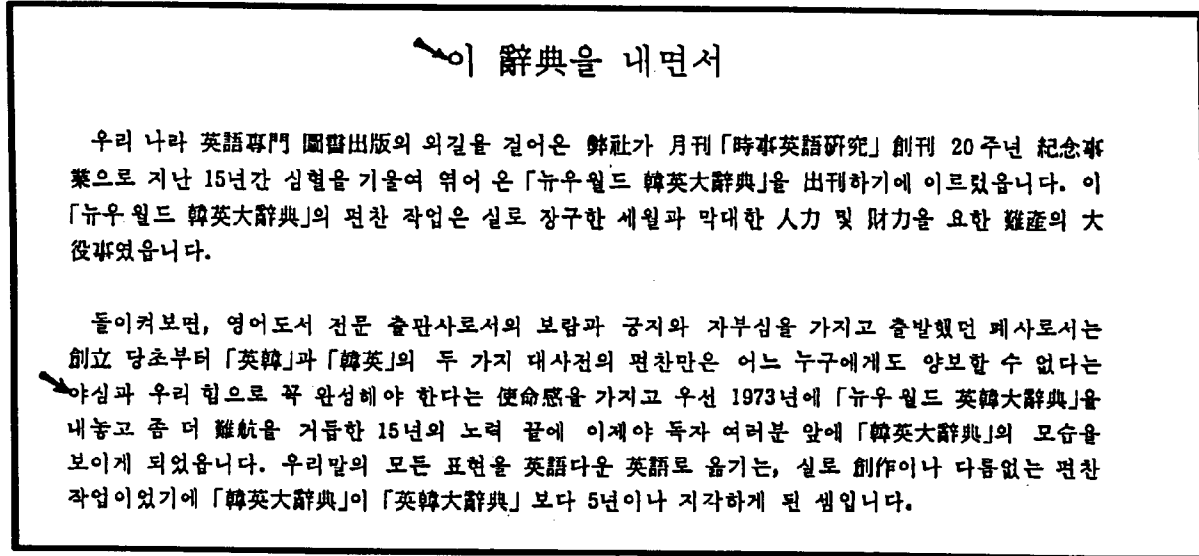 이 辭典을 내면서
우리 나라 英語專門 圖書出版의 외길을 걸어온 弊社가 月刊「時事英語硏究」創刊 20주년 紀念事
業으로 지난 15년간 심혈을 기울여 엮어 온「뉴우월드 韓英大辭典」을 出刊하기에 이르렀읍니다. 이
「뉴우월드 韓英大辭典」의 편찬 작업은 실로 장구한 세월과 막대한 人力 및 財力을 요한 難產의 大
役事였읍니다.
돌이켜보면, 영어도서 전문 출판사로서의 보람과 긍지와 자부심을 가지고 출발했던 폐사로서는
創立 당초부터「英韓」과「韓英」의 두 가지 대사전의 편찬만은 어느 누구에게도 양보할 수 없다는
야심과 우리 힘으로 꼭 완성해야 한다는 使命感을 가지고 우선 1973년에「뉴우월드 英韓大辭典」을
내놓고 좀 더 難航을 거듭한 15년의 노력 끝에 이제야 독자 여러분 앞에「韓英大辭典」의 모습을
보이게 되었읍니다. 우리말의 모든 표현을 英語다운 英語로 옮기는, 실로 創作이나 다름없는 편찬
작업이었기에「韓英大辭典」이「英韓大辭典」보다 5년이나 지각하게 된 셈입니다.